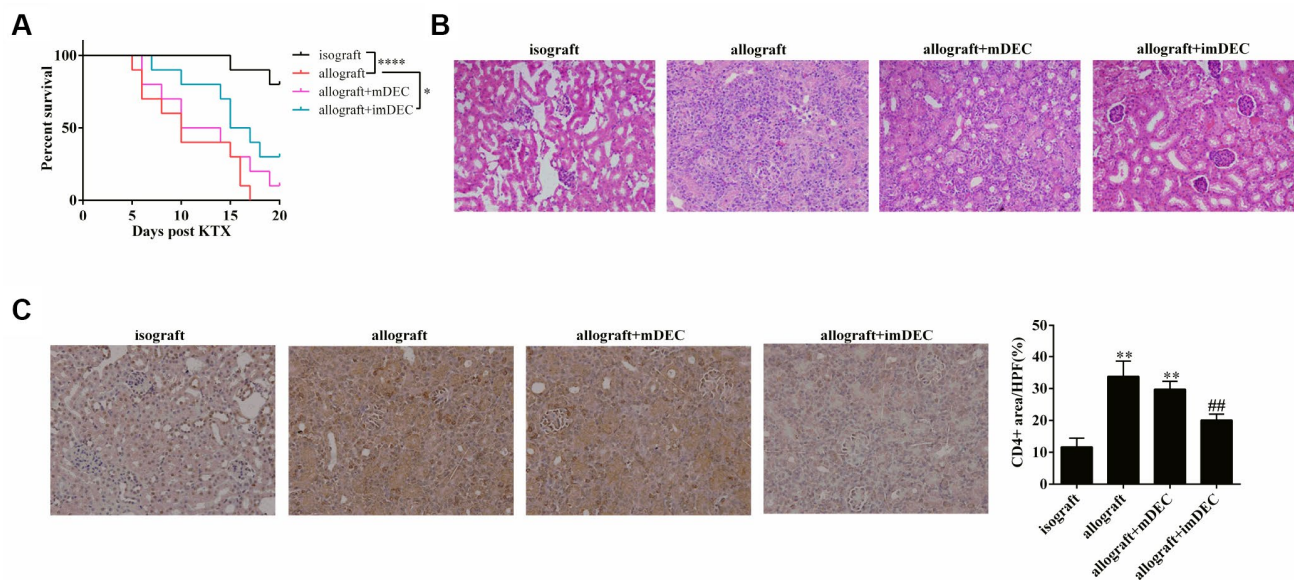 A
Percent survival
100
50
0
0 5 10 15 20
Days post KTX
isograft
allograft
allograft+mDEC
allograft+imDEC
****
*
B
isograft allograft allograft+mDEC allograft+imDEC
C
isograft allograft allograft+mDEC allograft+imDEC
CD4+ area/HPF(%)
50
40
30
20
10
0
** ** ##
isograft allograft allograft+mDEC allograft+imDEC